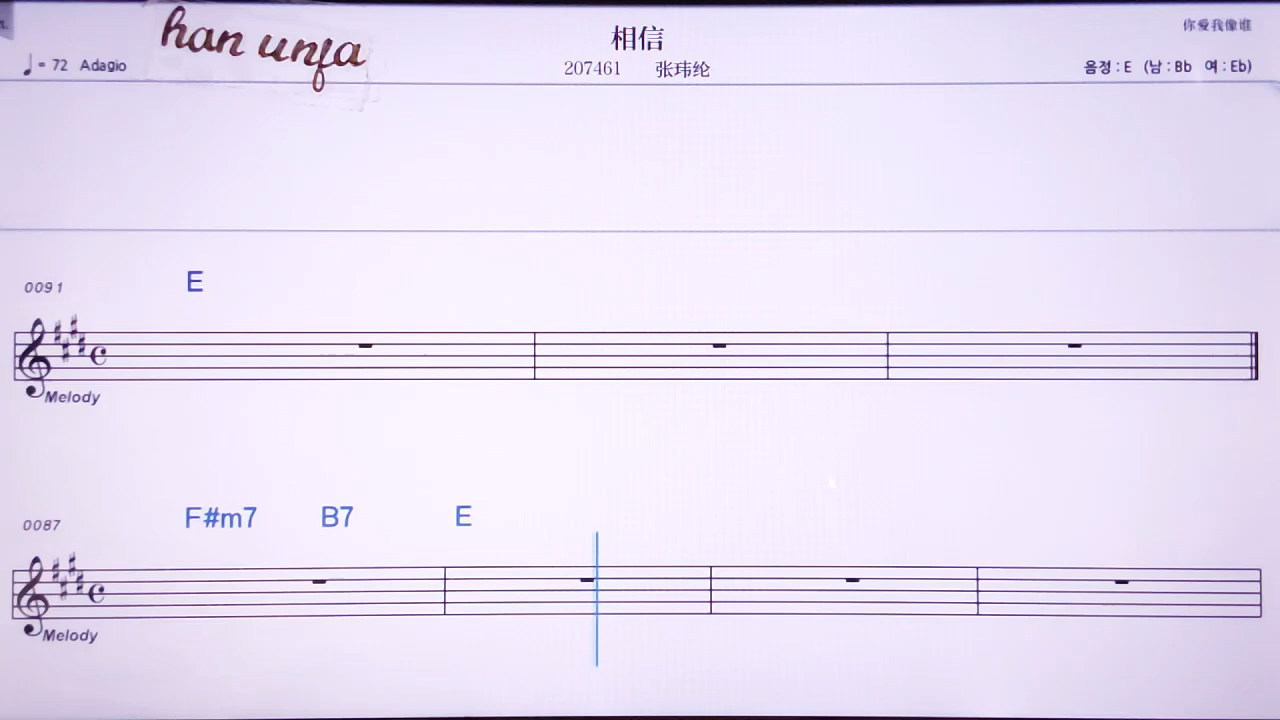 han unfa
相信
你爱我像谁
♩= 72 Adagio
207461 张玮纶
음정 : E (남 : Bb 여 : Eb)
0091
E
Melody
0087
F#m7 B7 E
Melody